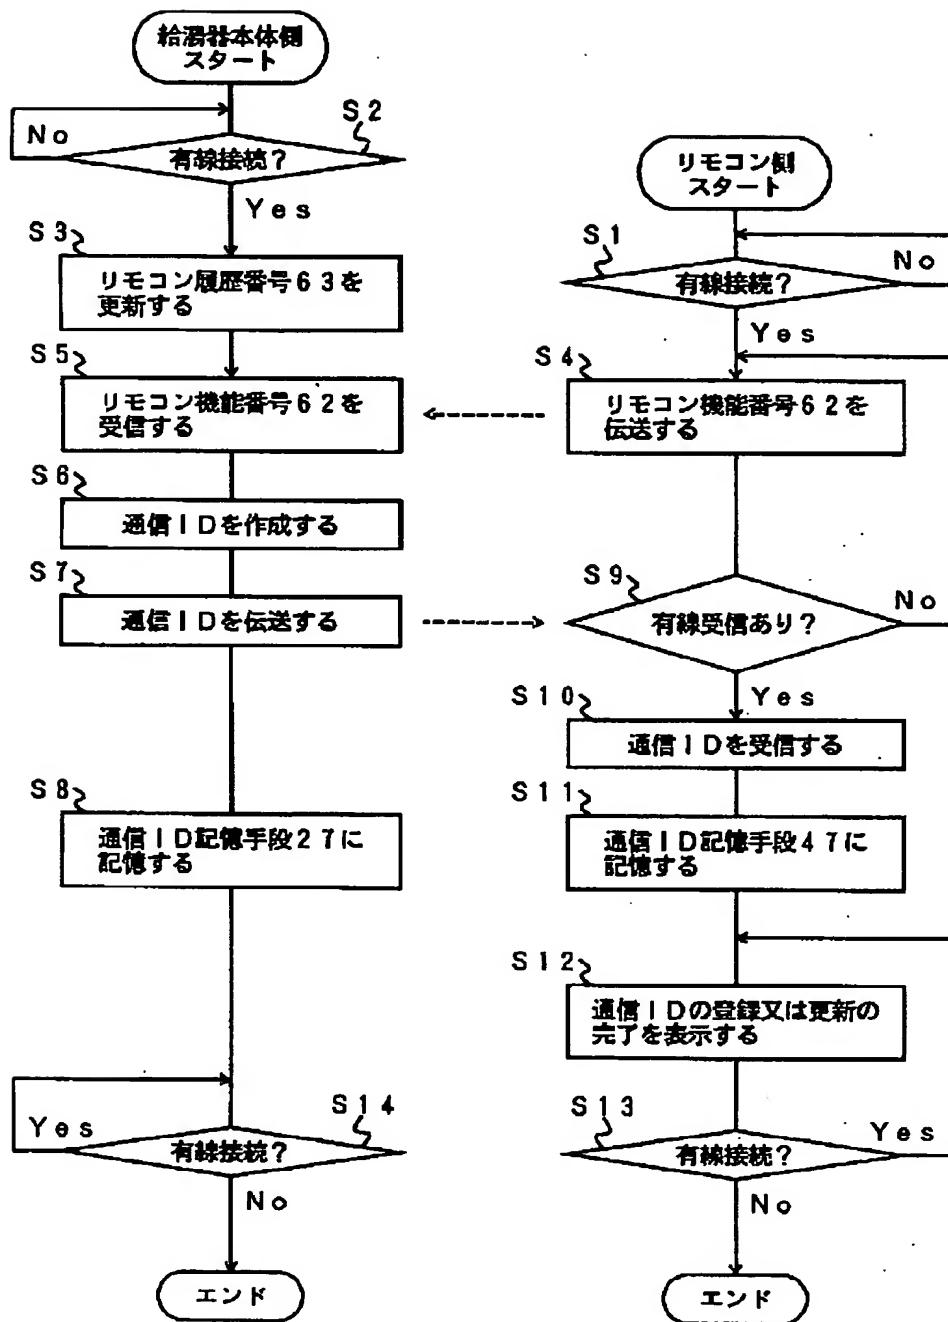 給湯器本体側
スタート
S2
No
有線接続?
Yes
S3
リモコン履歴番号63を
更新する
S5
リモコン機能番号62を
受信する
S6
通信IDを作成する
S7
通信IDを伝送する
S8
通信ID記憶手段27に
記憶する
S14
Yes
有線接続?
No
エンド
リモコン側
スタート
S1
No
有線接続?
Yes
S4
リモコン機能番号62を
伝送する
S9
No
有線受信あり?
Yes
S10
通信IDを受信する
S11
通信ID記憶手段47に
記憶する
S12
通信IDの登録又は更新の
完了を表示する
S13
Yes
有線接続?
No
エンド